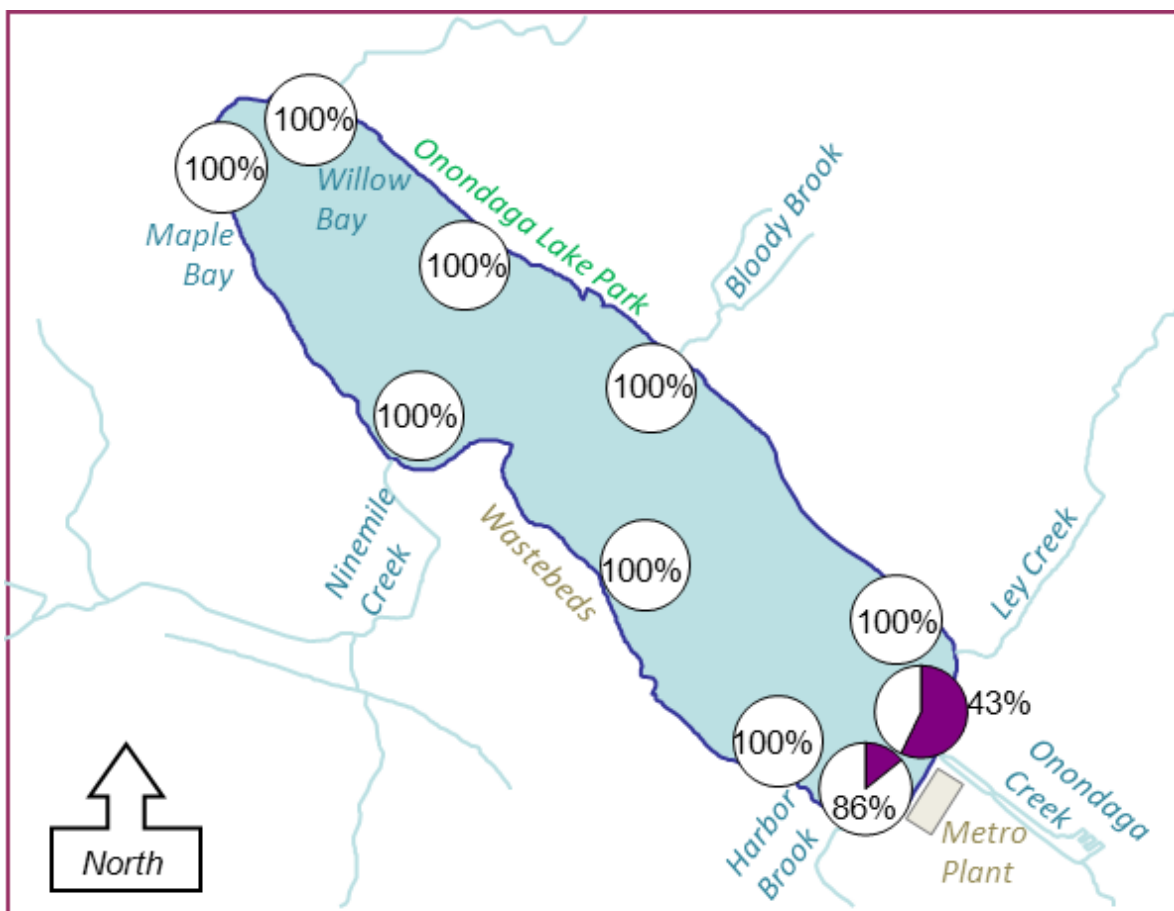 100%
100%
Willow
Bay
Maple
Bay
Onondaga Lake Park
100%
Bloody Brook
100%
100%
Ninemile
Creek
Wastebeds
100%
Ley Creek
100%
43%
100%
86%
Onondaga
Creek
Harbor
Brook
Metro
Plant
North